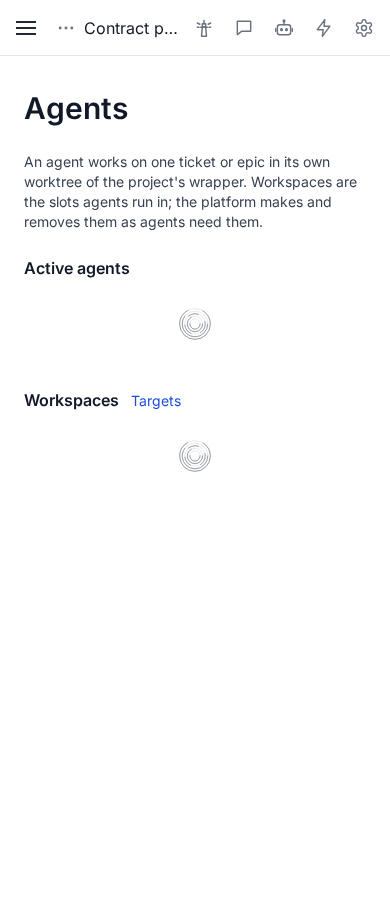 Contract p...
Agents
An agent works on one ticket or epic in its own
worktree of the project's wrapper. Workspaces are
the slots agents run in; the platform makes and
removes them as agents need them.
Active agents
Workspaces Targets